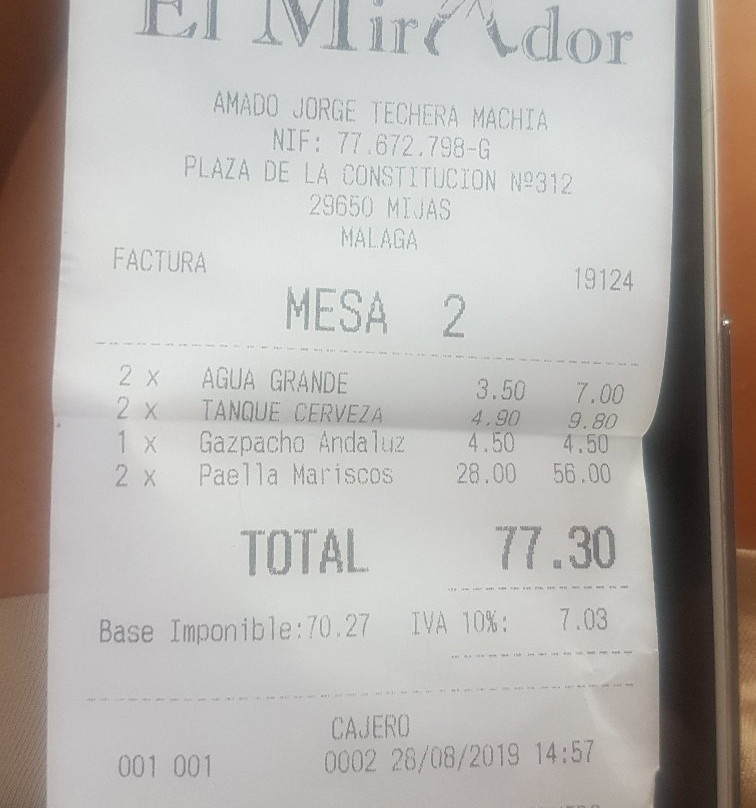 El Mirador
AMADO JORGE TECHERA MACHIA
NIF: 77.672.798-G
PLAZA DE LA CONSTITUCION Nº312
29650 MIJAS
MALAGA
FACTURA 19124
MESA 2
2 x AGUA GRANDE 3.50 7.00
2 x TANQUE CERVEZA 4.90 9.80
1 x Gazpacho Andaluz 4.50 4.50
2 x Paella Mariscos 28.00 56.00
TOTAL 77.30
Base Imponible:70.27 IVA 10%: 7.03
CAJERO
001 001 0002 28/08/2019 14:57